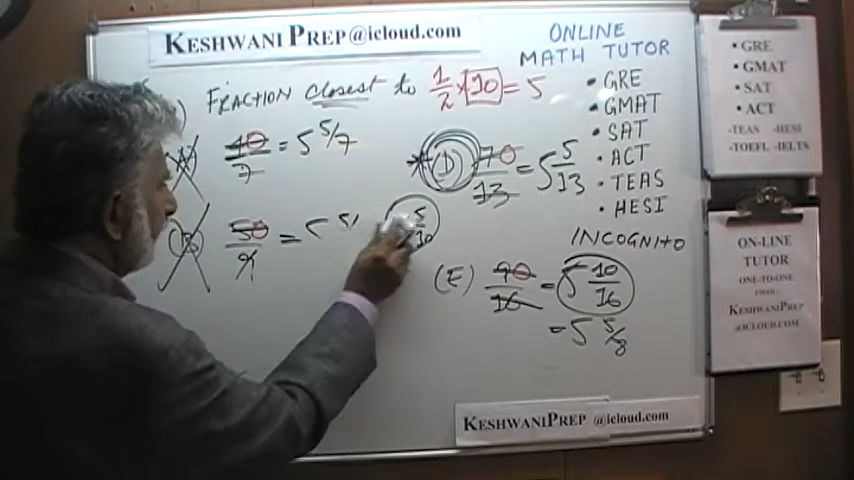 KESHWANI PREP@icloud.com
ONLINE
MATH TUTOR
FRACTION closest to 1/2 x 10 = 5
• GRE
• GMAT
• SAT
• ACT
• TEAS
• HESI
(A) 40/7 = 5 5/7
(D) 70/13 = 5 5/13
(B) 50/9 = 5 5/
5/10
INCOGNITO
(E) 90/16 = 5 10/16
= 5 5/8
KESHWANIPREP @icloud.com
• GRE
• GMAT
• SAT
• ACT
-TEAS -HESI
-TOEFL -IELTS
ON-LINE
TUTOR
ONE-TO-ONE
KESHWANIPREP
@ICLOUD.COM